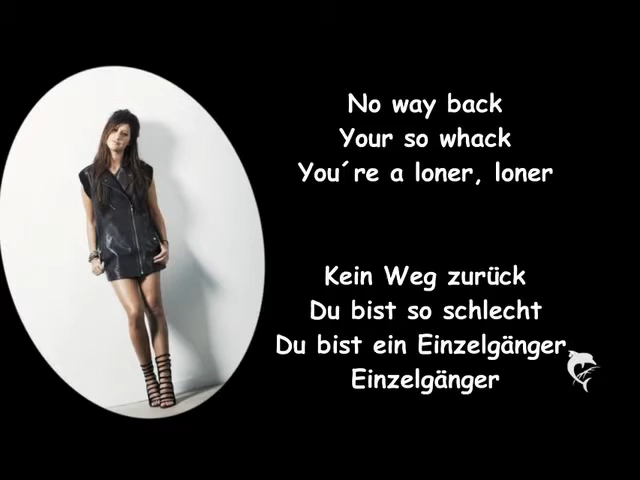 No way back
Your so whack
You´re a loner, loner
Kein Weg zurück
Du bist so schlecht
Du bist ein Einzelgänger
Einzelgänger